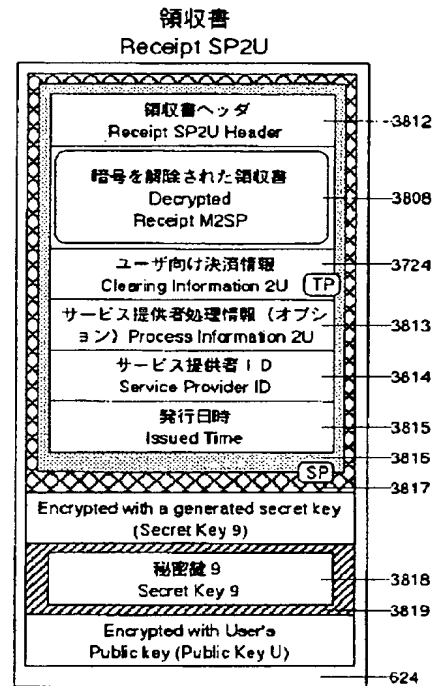 領収書
Receipt SP2U
領収書ヘッダ
Receipt SP2U Header
3812
暗号を解除された領収書
Decrypted
Receipt M2SP
3808
ユーザ向け決済情報
Clearing Information 2U
TP
3724
サービス提供者処理情報（オプシ
ョン）Process Information 2U
3813
サービス提供者ＩＤ
Service Provider ID
3814
発行日時
Issued Time
3815
3816
SP
3817
Encrypted with a generated secret key
(Secret Key 9)
秘密鍵 9
Secret Key 9
3818
3819
Encrypted with User's
Public key (Public Key U)
624